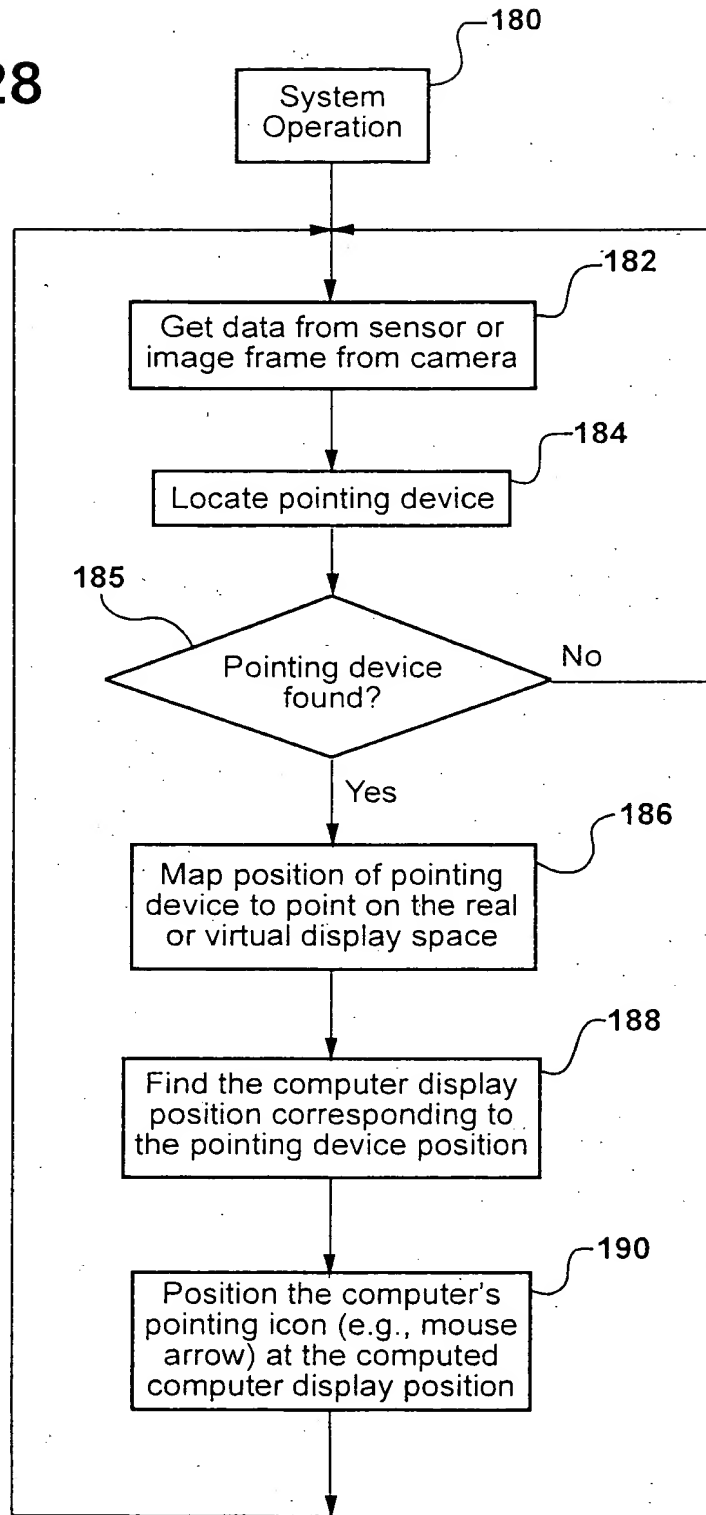 28
180
System
Operation
182
Get data from sensor or
image frame from camera
184
Locate pointing device
185
Pointing device
found?
No
Yes
186
Map position of pointing
device to point on the real
or virtual display space
188
Find the computer display
position corresponding to
the pointing device position
190
Position the computer's
pointing icon (e.g., mouse
arrow) at the computed
computer display position